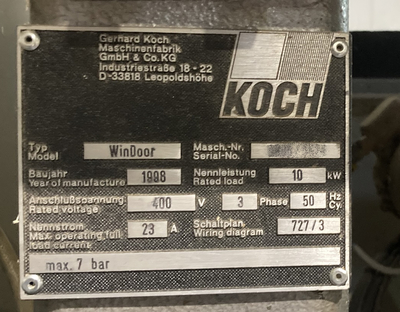 Gerhard Koch
Maschinenfabrik
GmbH & Co.KG
Industriestraße 18 - 22
D-33818 Leopoldshöhe
KOCH
Typ
Model
WinDoor
Masch.-Nr.
Serial-No.
Baujahr
Year of manufacture
1998
Nennleistung
Rated load
10 kW
Anschlußspannung
Rated voltage
400 V 3 Phase 50 Hz
Cy.
Nennstrom
Max. operating full
load current
23 A
Schaltplan
Wiring diagram
727/3
max. 7 bar